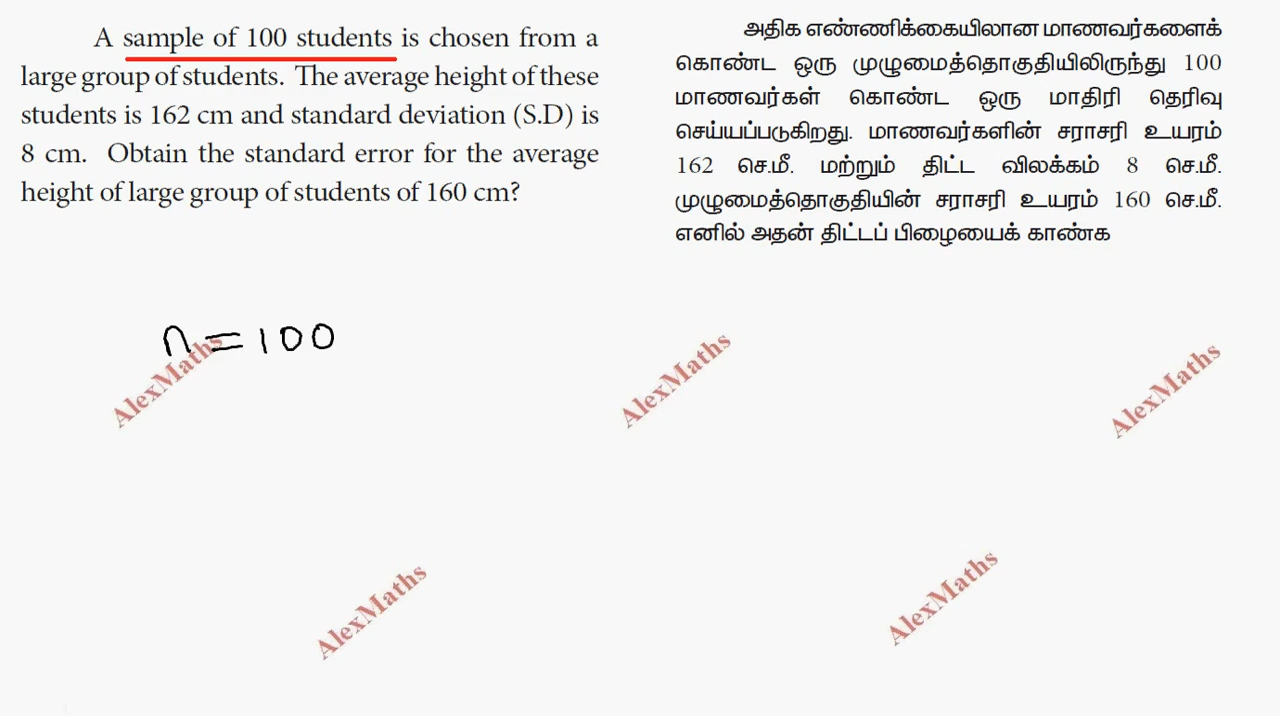 A sample of 100 students is chosen from a
large group of students. The average height of these
students is 162 cm and standard deviation (S.D) is
8 cm. Obtain the standard error for the average
height of large group of students of 160 cm?
அதிக எண்ணிக்கையிலான மாணவர்களைக்
கொண்ட ஒரு முழுமைத்தொகுதியிலிருந்து 100
மாணவர்கள் கொண்ட ஒரு மாதிரி தெரிவு
செய்யப்படுகிறது. மாணவர்களின் சராசரி உயரம்
162 செ.மீ. மற்றும் திட்ட விலக்கம் 8 செ.மீ.
முழுமைத்தொகுதியின் சராசரி உயரம் 160 செ.மீ.
எனில் அதன் திட்டப் பிழையைக் காண்க
n = 100
AlexMaths
AlexMaths
AlexMaths
AlexMaths
AlexMaths